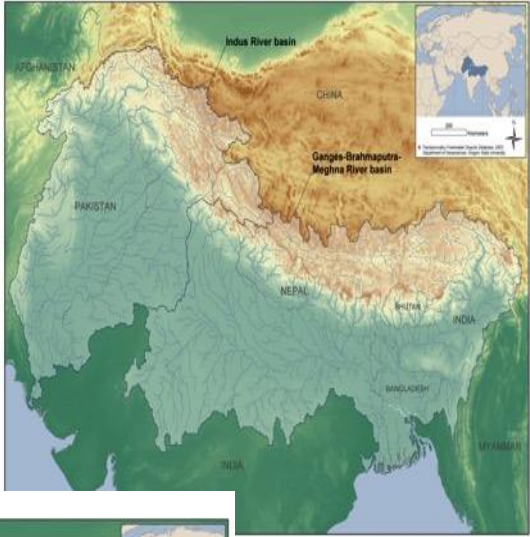 Indus River basin
AFGHANISTAN
CHINA
Ganges-Brahmaputra-
Meghna River basin
PAKISTAN
NEPAL
BHUTAN
INDIA
BANGLADESH
MYANMAR
INDIA